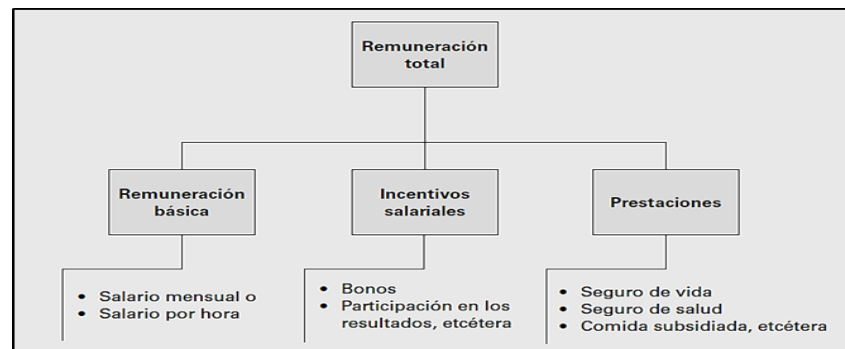 Remuneración
total
Remuneración
básica
Incentivos
salariales
Prestaciones
• Salario mensual o
• Salario por hora
• Bonos
• Participación en los
resultados, etcétera
• Seguro de vida
• Seguro de salud
• Comida subsidiada, etcétera